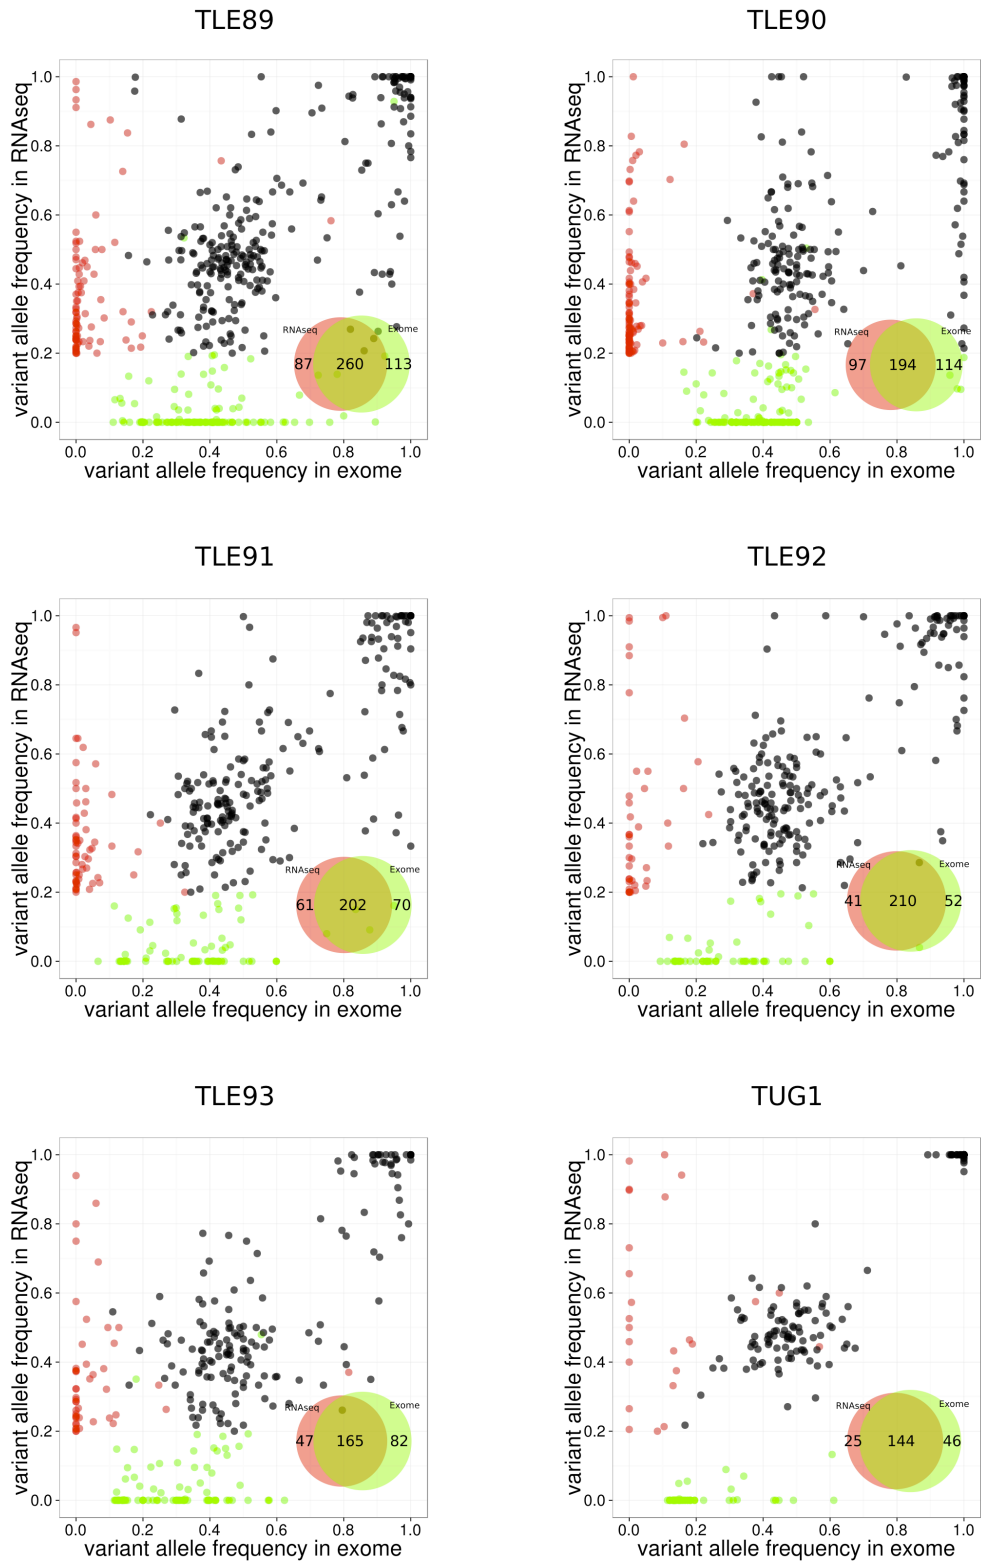 TLE89
TLE90
variant allele frequency in RNAseq
1.0
0.8
0.6
0.4
0.2
0.0
RNAseq
Exome
87
260
113
0.0 0.2 0.4 0.6 0.8 1.0
variant allele frequency in exome
variant allele frequency in RNAseq
1.0
0.8
0.6
0.4
0.2
0.0
RNAseq
Exome
97
194
114
0.0 0.2 0.4 0.6 0.8 1.0
variant allele frequency in exome
TLE91
TLE92
variant allele frequency in RNAseq
1.0
0.8
0.6
0.4
0.2
0.0
RNAseq
Exome
61
202
70
0.0 0.2 0.4 0.6 0.8 1.0
variant allele frequency in exome
variant allele frequency in RNAseq
1.0
0.8
0.6
0.4
0.2
0.0
RNAseq
Exome
41
210
52
0.0 0.2 0.4 0.6 0.8 1.0
variant allele frequency in exome
TLE93
TUG1
variant allele frequency in RNAseq
1.0
0.8
0.6
0.4
0.2
0.0
RNAseq
Exome
47
165
82
0.0 0.2 0.4 0.6 0.8 1.0
variant allele frequency in exome
variant allele frequency in RNAseq
1.0
0.8
0.6
0.4
0.2
0.0
RNAseq
Exome
25
144
46
0.0 0.2 0.4 0.6 0.8 1.0
variant allele frequency in exome